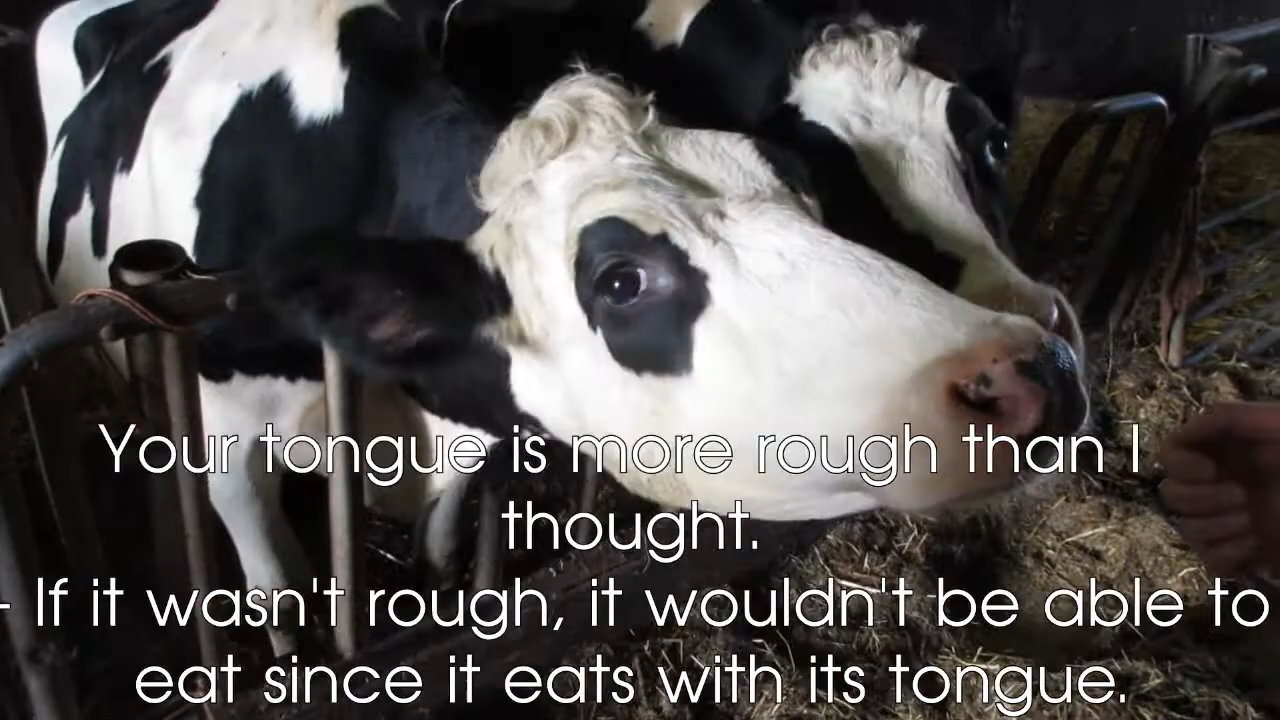 Your tongue is more rough than I
thought.
- If it wasn't rough, it wouldn't be able to
eat since it eats with its tongue.